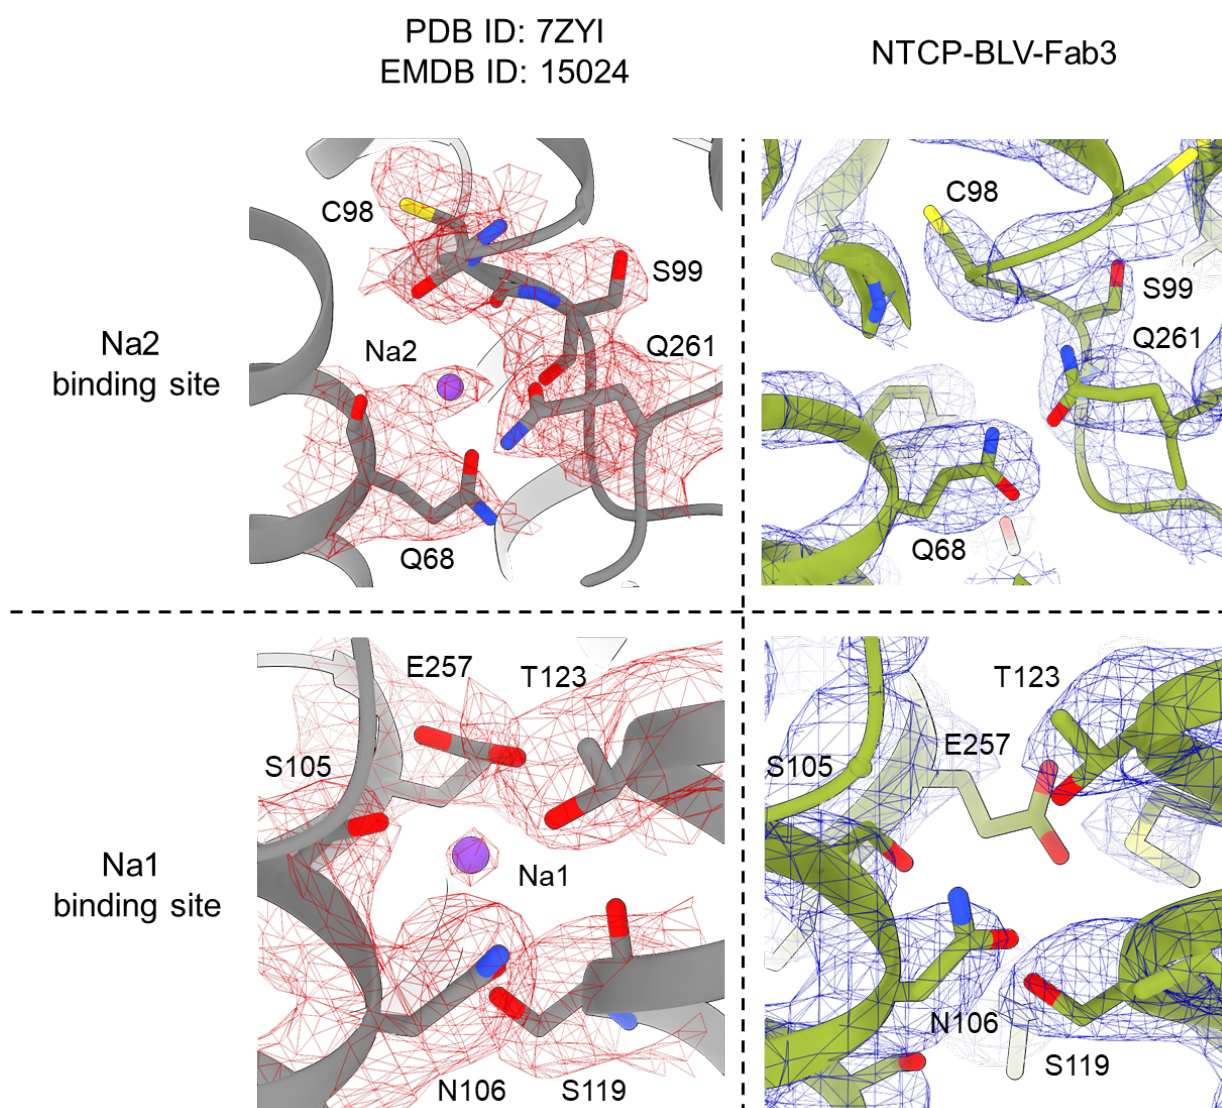 PDB ID: 7ZYI
EMDB ID: 15024
NTCP-BLV-Fab3
Na2
binding site
C98
S99
Na2
Q261
Q68
C98
S99
Q261
Q68
Na1
binding site
E257
T123
S105
Na1
N106
S119
T123
E257
S105
N106
S119